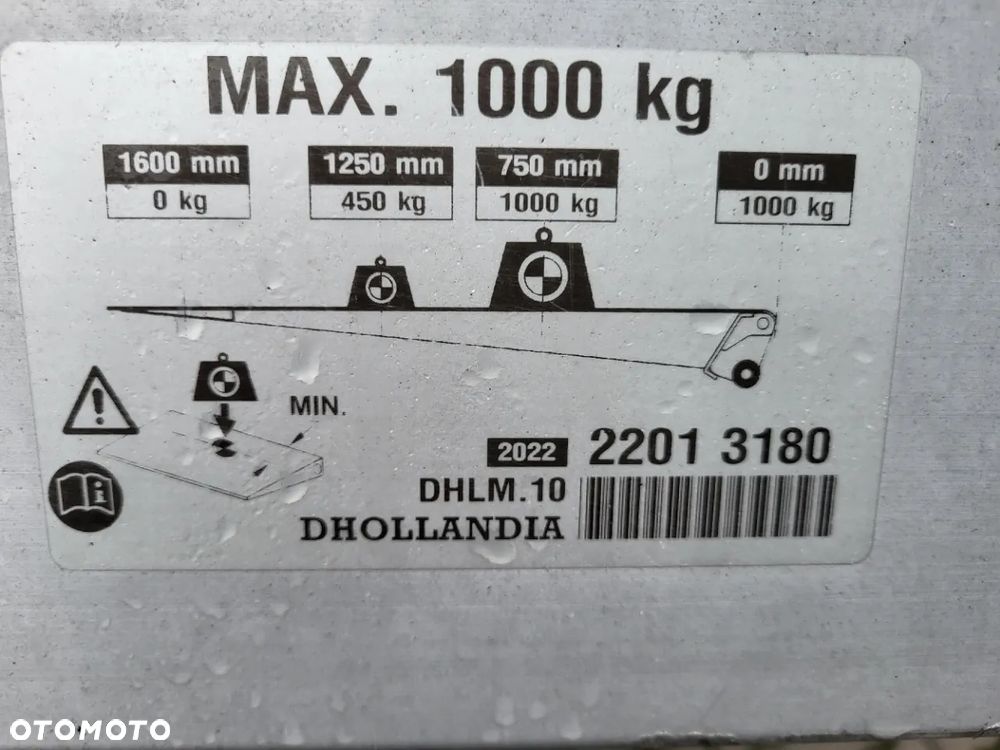 MAX. 1000 kg
1600 mm
0 kg
1250 mm
450 kg
750 mm
1000 kg
0 mm
1000 kg
MIN.
2022 2201 3180
DHLM.10
DHOLLANDIA
OTOMOTO